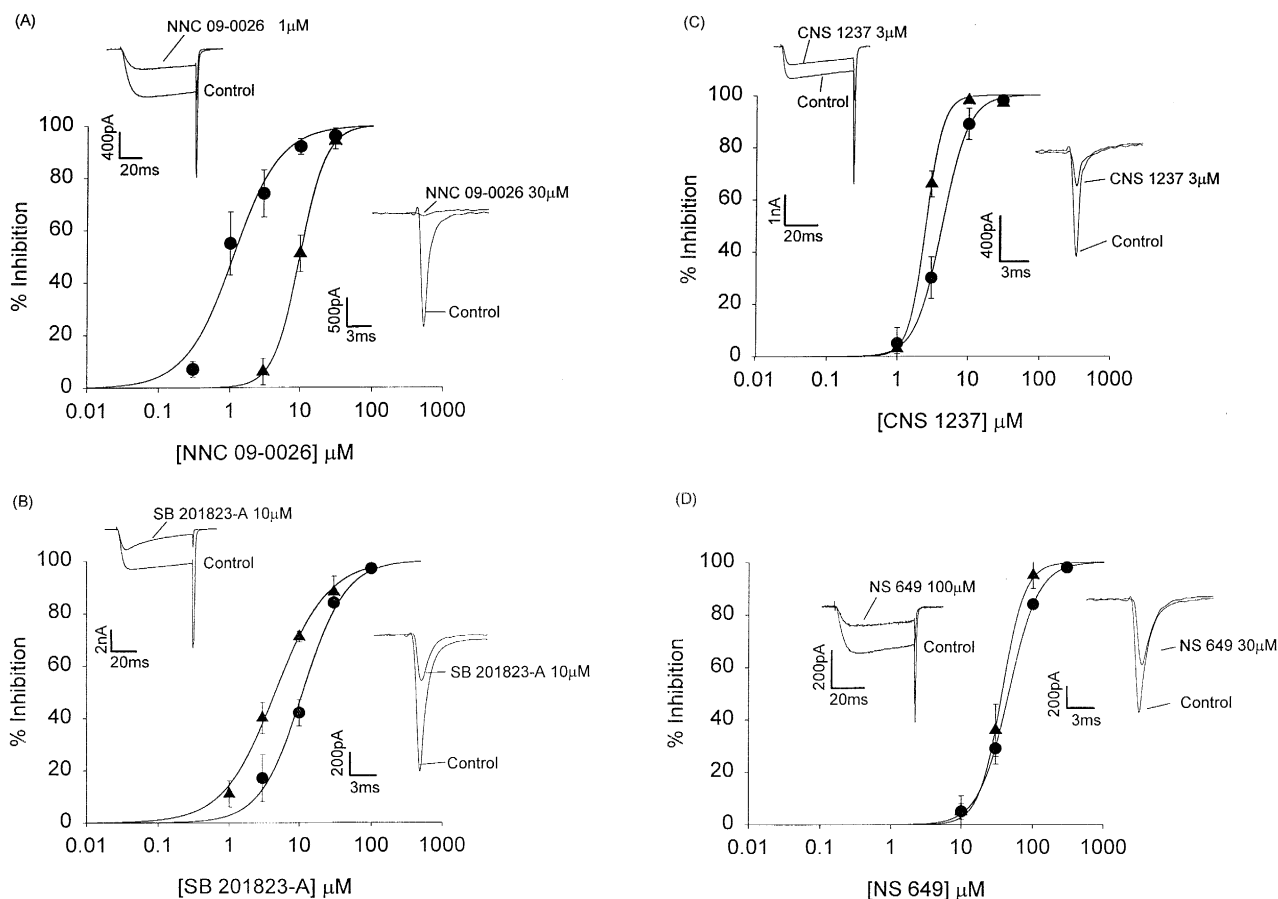 (A)
NNC 09-0026 1µM
Control
400pA
20ms
% Inhibition
100
80
60
40
20
0
NNC 09-0026 30µM
Control
500pA
3ms
0.01 0.1 1 10 100 1000
[NNC 09-0026] µM
(B)
SB 201823-A 10µM
Control
2nA
20ms
% Inhibition
100
80
60
40
20
0
SB 201823-A 10µM
Control
200pA
3ms
0.01 0.1 1 10 100 1000
[SB 201823-A] µM
(C)
CNS 1237 3µM
Control
1nA
20ms
% Inhibition
100
80
60
40
20
0
CNS 1237 3µM
Control
400pA
3ms
0.01 0.1 1 10 100 1000
[CNS 1237] µM
(D)
NS 649 100µM
Control
200pA
20ms
% Inhibition
100
80
60
40
20
0
NS 649 30µM
Control
200pA
3ms
0.01 0.1 1 10 100 1000
[NS 649] µM